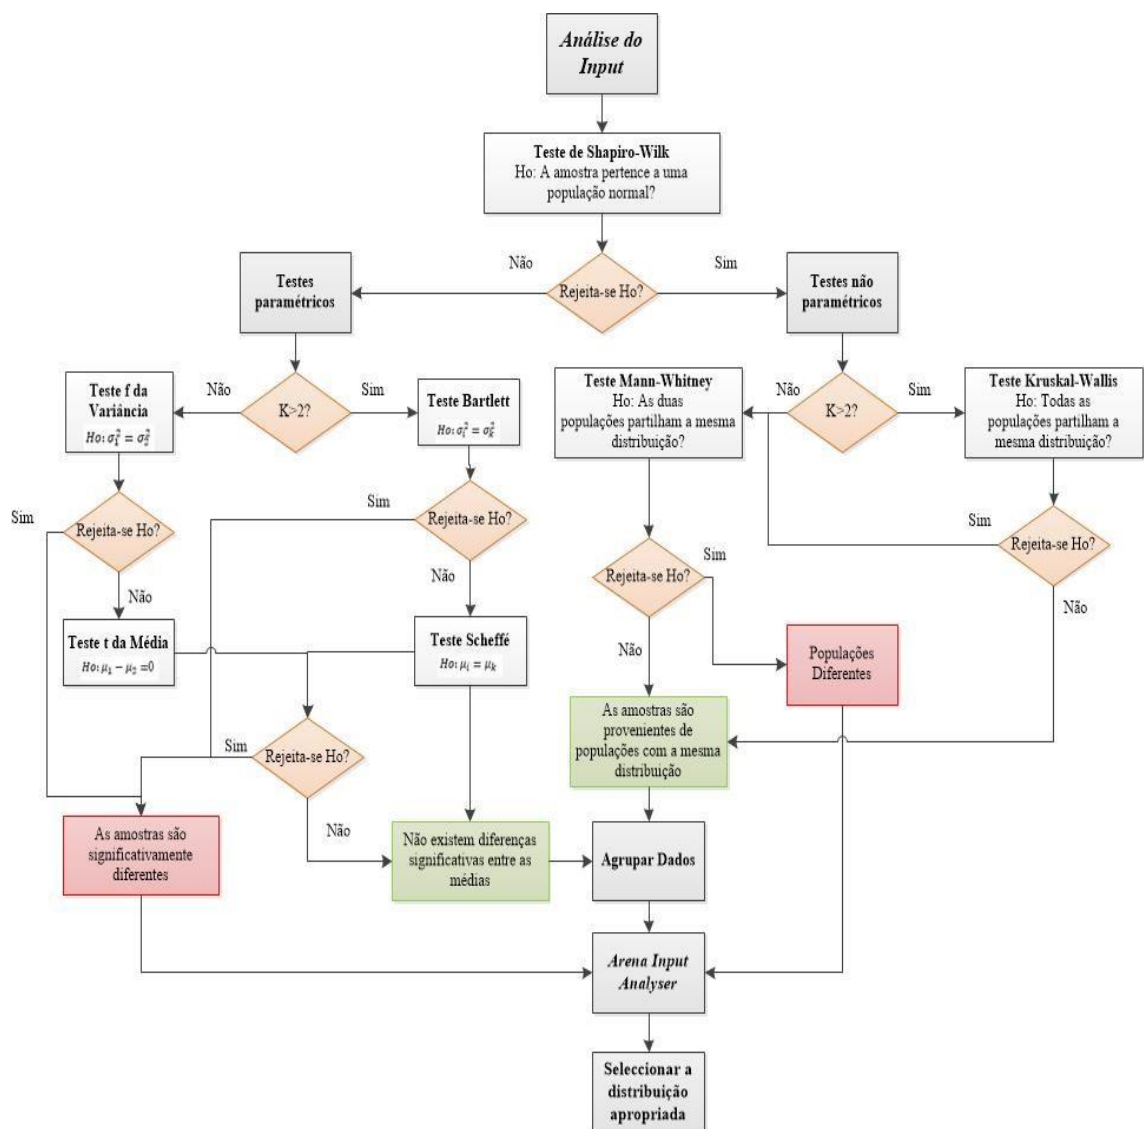 Análise do
Input
Teste de Shapiro-Wilk
Ho: A amostra pertence a uma
população normal?
Não
Sim
Rejeita-se Ho?
Testes
paramétricos
Testes não
paramétricos
Teste f da
Variância
Ho: σ₁² = σ₂²
Não
K>2?
Sim
Teste Bartlett
Ho: σᵢ² = σₖ²
Teste Mann-Whitney
Ho: As duas
populações partilham a mesma
distribuição?
Não
K>2?
Sim
Teste Kruskal-Wallis
Ho: Todas as
populações partilham a
mesma distribuição?
Sim
Rejeita-se Ho?
Não
Sim
Rejeita-se Ho?
Não
Rejeita-se Ho?
Sim
Não
Sim
Rejeita-se Ho?
Não
Teste t da Média
Ho: μ₁ − μ₂ =0
Teste Scheffé
Ho: μᵢ = μₖ
Populações
Diferentes
As amostras são
provenientes de
populações com a mesma
distribuição
Sim
Rejeita-se Ho?
Não
As amostras são
significativamente
diferentes
Não existem diferenças
significativas entre as
médias
Agrupar Dados
Arena Input
Analyser
Seleccionar a
distribuição
apropriada